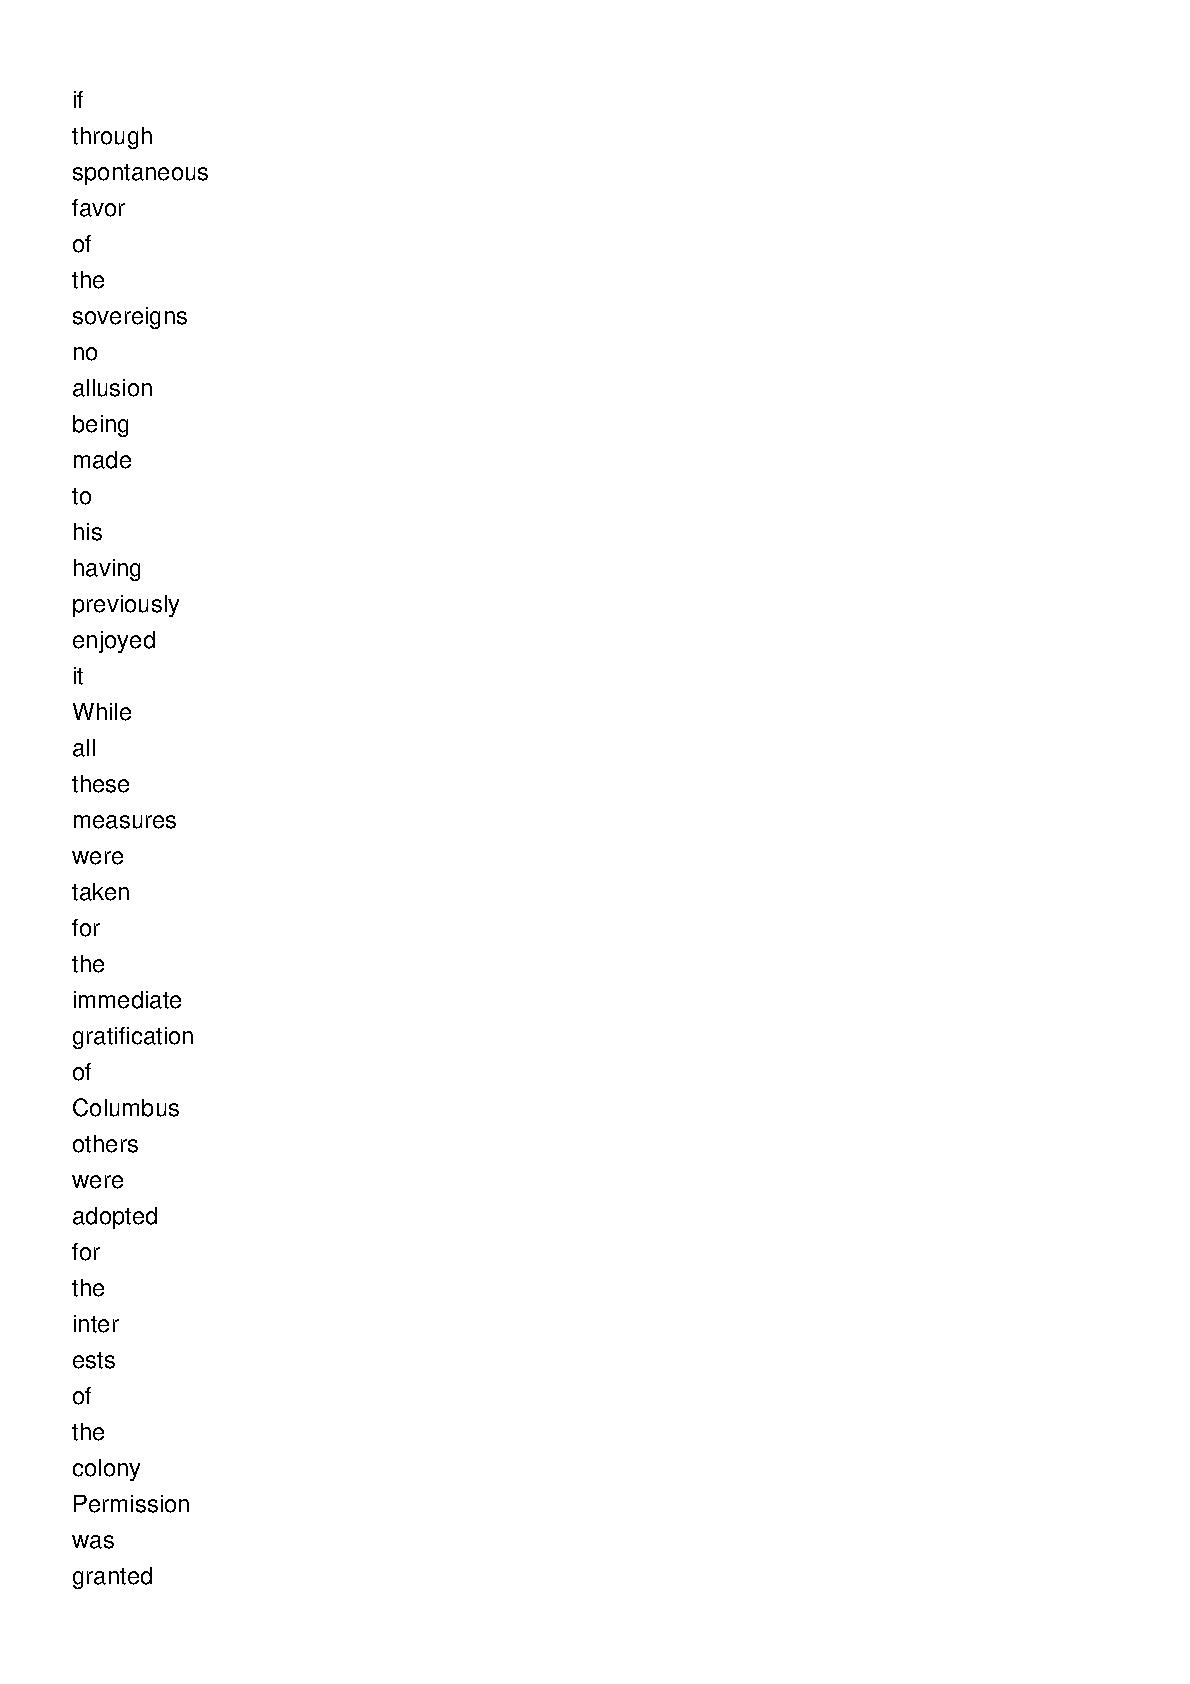 if
through
spontaneous
favor
of
the
sovereigns
no
allusion
being
made
to
his
having
previously
enjoyed
it
While
all
these
measures
were
taken
for
the
immediate
gratification
of
Columbus
others
were
adopted
for
the
inter
ests
of
the
colony
Permission
was
granted